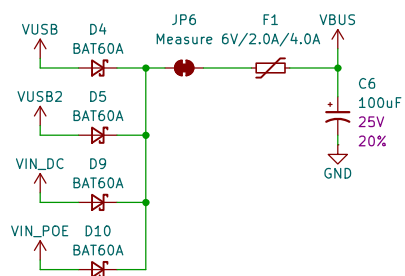 VUSB D4 JP6 F1 VBUS
BAT60A Measure 6V/2.0A/4.0A
VUSB2 D5 C6
BAT60A 100uF
25V
20%
VIN_DC D9 GND
BAT60A
VIN_POE D10
BAT60A